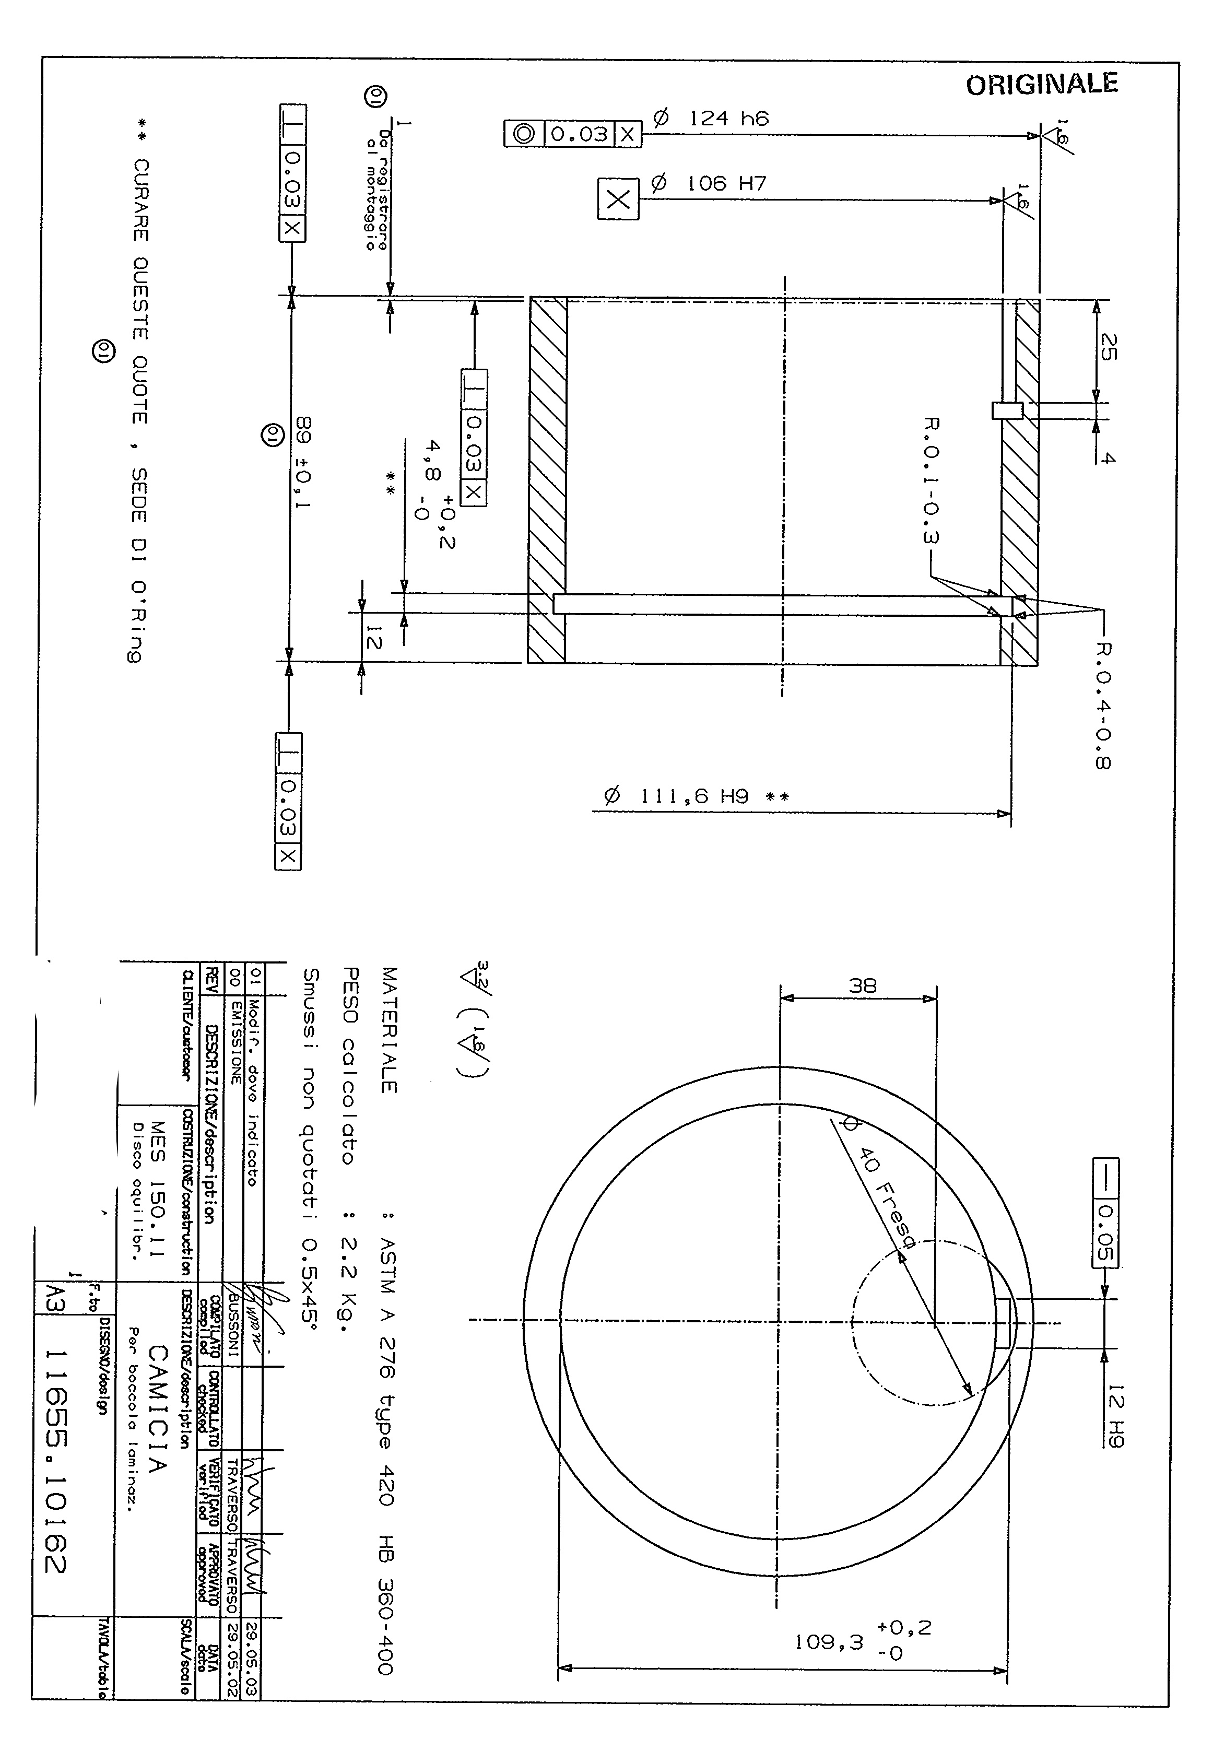 ORIGINALE
1,6
⌀ 124 h6
◎ 0.03 X
1,6
⌀ 106 H7
X
01
1
Da registrare
al montaggio
⊥ 0.03 X
** CURARE QUESTE QUOTE , SEDE DI O'Ring
01
25
4
⊥ 0.03 X
4,8 +0,2
-0
**
89 ±0,1
01
12
R.0.1-0.3
R.0.4-0.8
⊥ 0.03 X
⌀ 111,6 H9 **
38
⌀ 40 Fresa
— 0.05
12 H9
109,3 +0,2
-0
3.2 ( 1.6 )
MATERIALE : ASTM A 276 type 420 HB 360-400
PESO calcolato : 2.2 Kg.
Smussi non quotati 0.5x45°
01 Modif. dove indicato 29.05.03
00 EMISSIONE BUSSONI TRAVERSO TRAVERSO 29.05.02
REV DESCRIZIONE/description COMPILATO compiled CONTROLLATO checked VERIFICATO verified APPROVATO approved DATA date
CLIENTE/customer COSTRUZIONE/construction DESCRIZIONE/description SCALA/scale
MES 150.11 CAMICIA
Disco equilibr. Per boccola laminaz.
F.to DISEGNO/design TAVOLA/table
A3 11655.10162